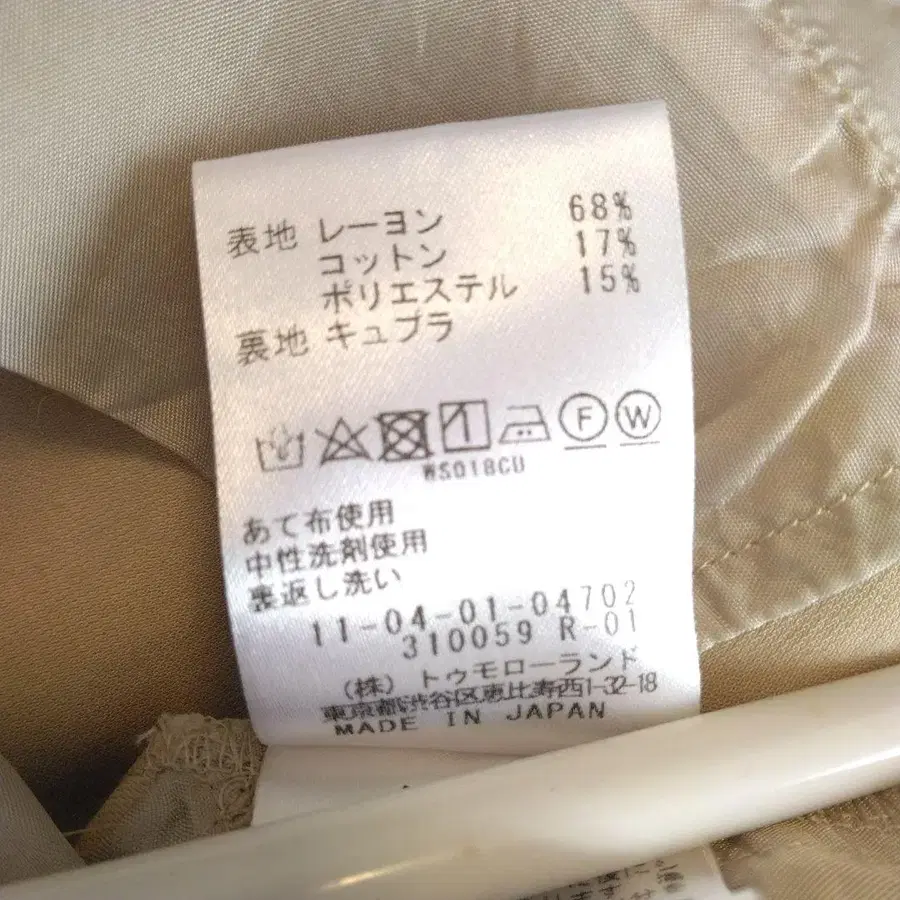 表地 レーヨン 68%
コットン 17%
ポリエステル 15%
裏地 キュプラ
F W
WS018CU
あて布使用
中性洗剤使用
裏返し洗い
11-04-01-04702
310059 R-01
(株) トゥモローランド
東京都渋谷区恵比寿西1-32-18
MADE IN JAPAN